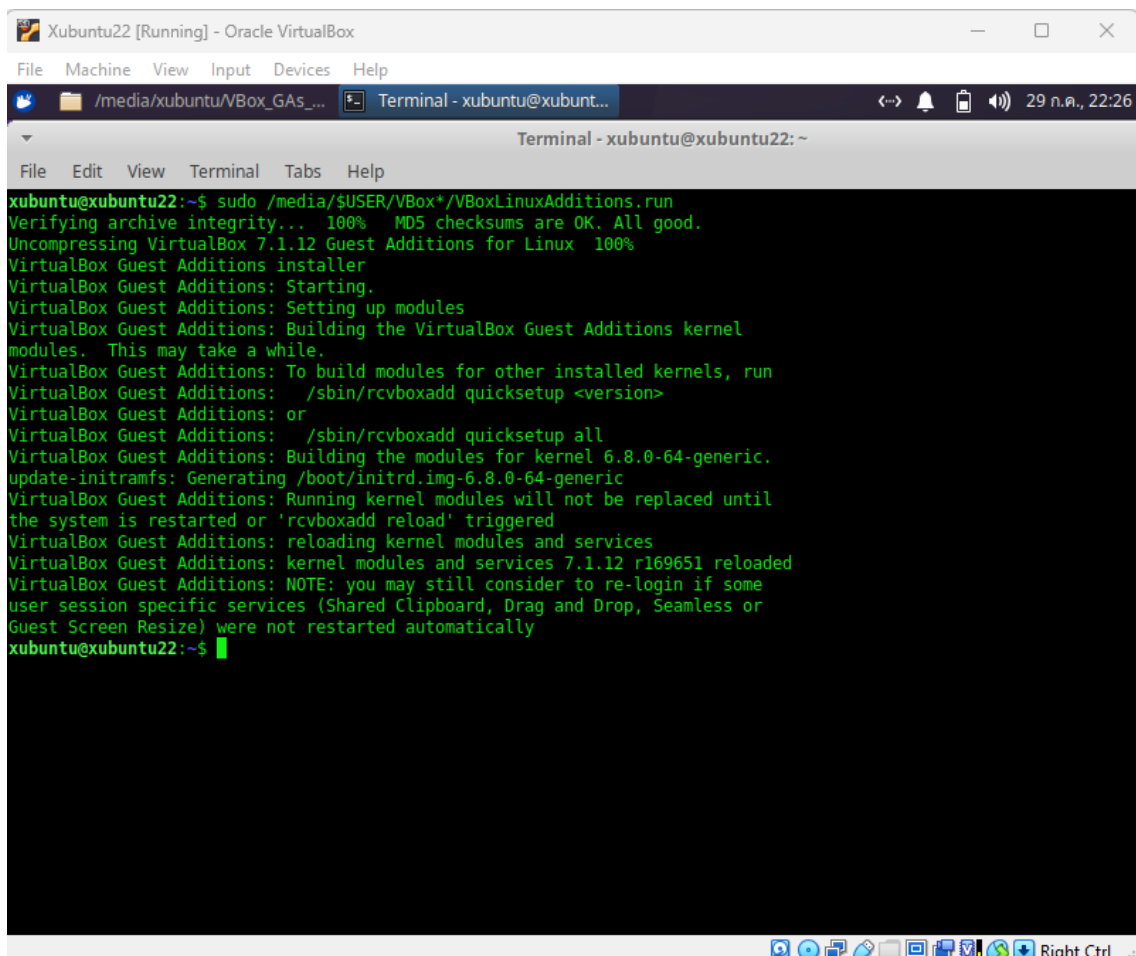 Xubuntu22 [Running] - Oracle VirtualBox
File Machine View Input Devices Help
/media/xubuntu/VBox_GAs_... Terminal - xubuntu@xubunt... 29 ก.ค., 22:26
Terminal - xubuntu@xubuntu22: ~
File Edit View Terminal Tabs Help
xubuntu@xubuntu22:~$ sudo /media/$USER/VBox*/VBoxLinuxAdditions.run
Verifying archive integrity... 100% MD5 checksums are OK. All good.
Uncompressing VirtualBox 7.1.12 Guest Additions for Linux 100%
VirtualBox Guest Additions installer
VirtualBox Guest Additions: Starting.
VirtualBox Guest Additions: Setting up modules
VirtualBox Guest Additions: Building the VirtualBox Guest Additions kernel
modules. This may take a while.
VirtualBox Guest Additions: To build modules for other installed kernels, run
VirtualBox Guest Additions: /sbin/rcvboxadd quicksetup <version>
VirtualBox Guest Additions: or
VirtualBox Guest Additions: /sbin/rcvboxadd quicksetup all
VirtualBox Guest Additions: Building the modules for kernel 6.8.0-64-generic.
update-initramfs: Generating /boot/initrd.img-6.8.0-64-generic
VirtualBox Guest Additions: Running kernel modules will not be replaced until
the system is restarted or 'rcvboxadd reload' triggered
VirtualBox Guest Additions: reloading kernel modules and services
VirtualBox Guest Additions: kernel modules and services 7.1.12 r169651 reloaded
VirtualBox Guest Additions: NOTE: you may still consider to re-login if some
user session specific services (Shared Clipboard, Drag and Drop, Seamless or
Guest Screen Resize) were not restarted automatically
xubuntu@xubuntu22:~$
Right Ctrl